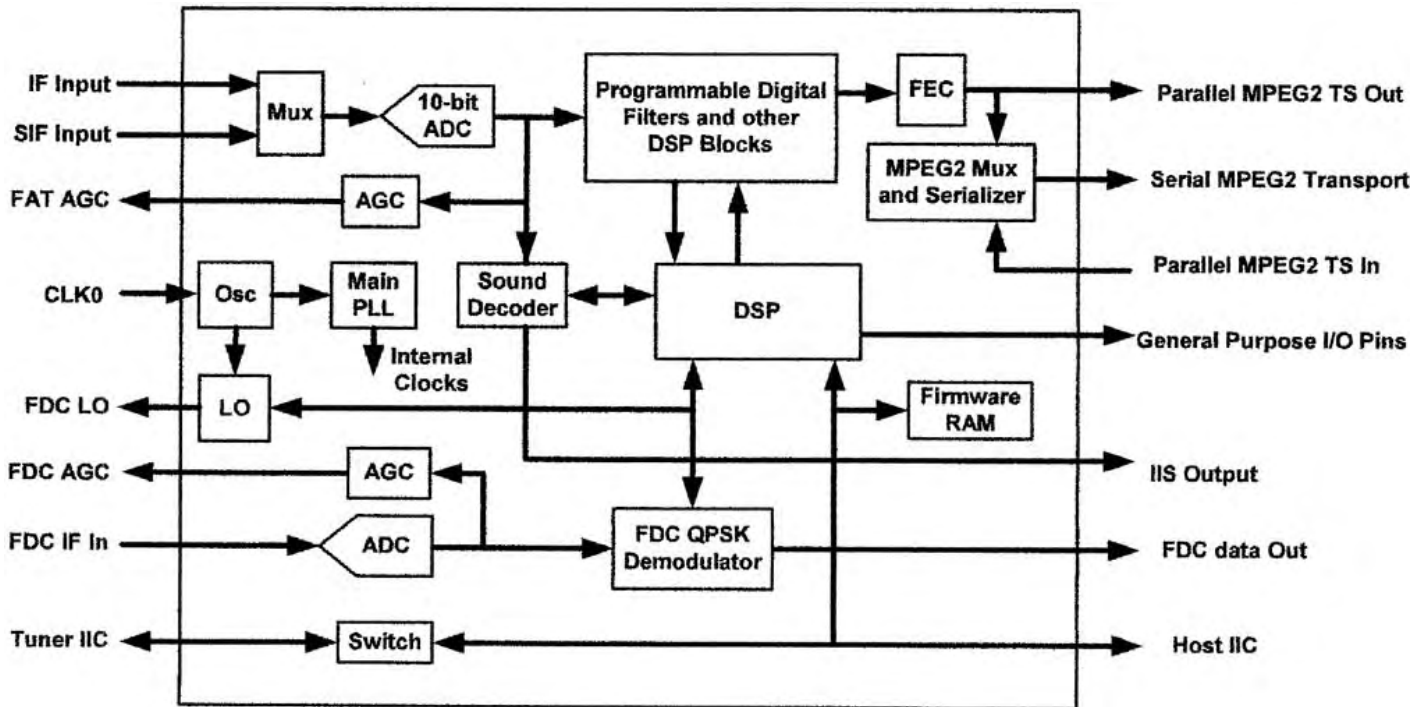 IF Input
SIF Input
FAT AGC
CLK0
FDC LO
FDC AGC
FDC IF In
Tuner IIC
Mux
10-bit
ADC
Programmable Digital
Filters and other
DSP Blocks
FEC
MPEG2 Mux
and Serializer
AGC
Osc
Main
PLL
Internal
Clocks
Sound
Decoder
DSP
LO
Firmware
RAM
AGC
ADC
FDC QPSK
Demodulator
Switch
Parallel MPEG2 TS Out
Serial MPEG2 Transport
Parallel MPEG2 TS In
General Purpose I/O Pins
IIS Output
FDC data Out
Host IIC